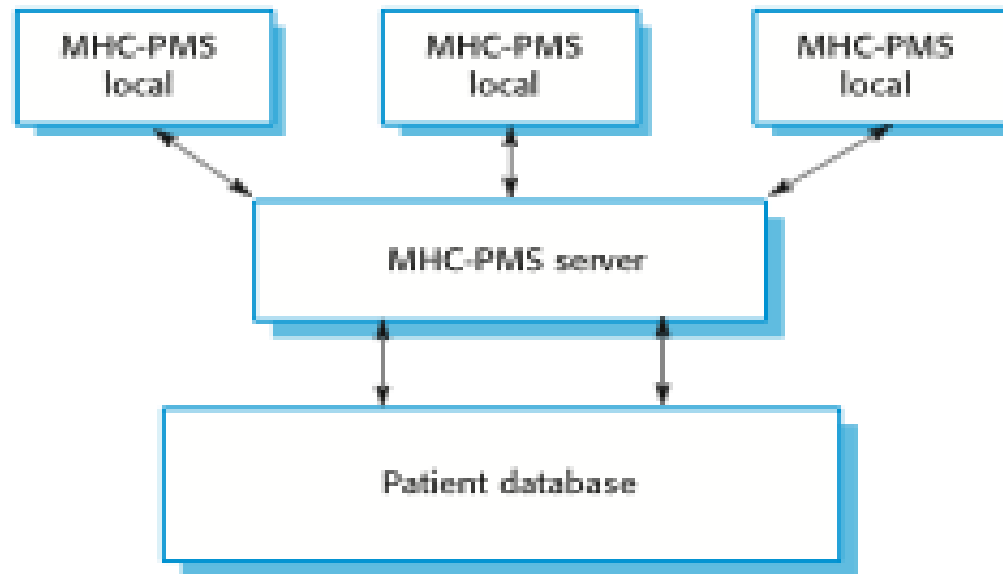 MHC-PMS
local
MHC-PMS
local
MHC-PMS
local
MHC-PMS server
Patient database